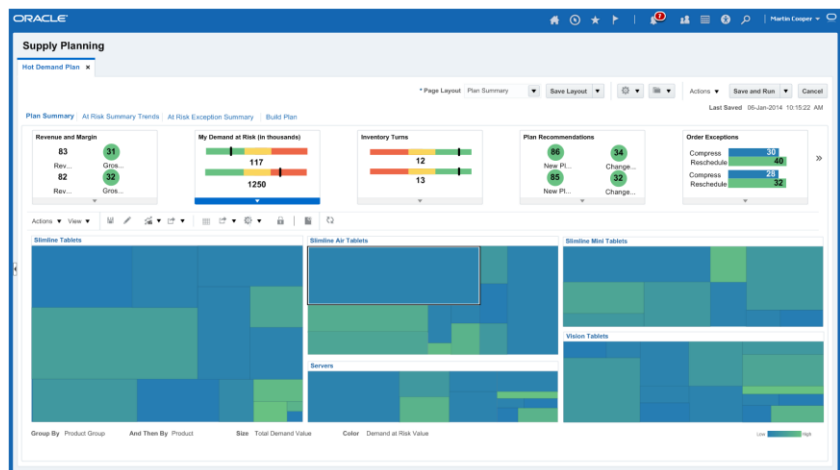 ORACLE
7
Martin Cooper
Supply Planning
Hot Demand Plan ×
* Page Layout Plan Summary Save Layout Actions Save and Run Cancel
Last Saved 06-Jan-2014 10:15:22 AM
Plan Summary At Risk Summary Trends At Risk Exception Summary Build Plan
Revenue and Margin
83 31
Rev... Gros...
82 32
Rev... Gros...
My Demand at Risk (in thousands)
117
1250
Inventory Turns
12
13
Plan Recommendations
86 34
New Pl... Change...
85 32
New Pl... Change...
Order Exceptions
Compress 30
Reschedule 40
Compress 28
Reschedule 32
»
Actions View
Slimline Tablets
Slimline Air Tablets
Slimline Mini Tablets
Servers
Vision Tablets
Group By Product Group And Then By Product Size Total Demand Value Color Demand at Risk Value
Low High